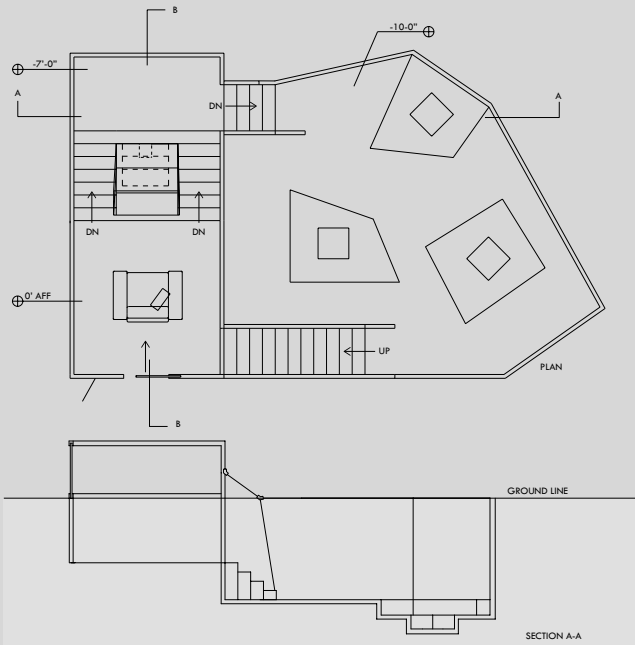 B
-10-0"
-7'-0"
A
A
DN
DN
DN
0' AFF
UP
PLAN
B
GROUND LINE
SECTION A-A